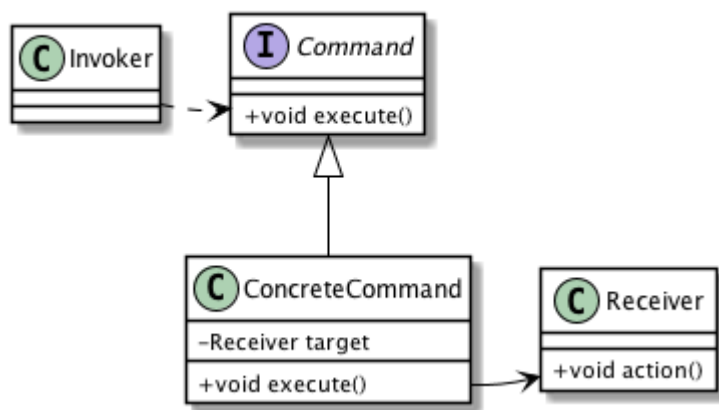 C Invoker
I Command
+void execute()
C ConcreteCommand
-Receiver target
+void execute()
C Receiver
+void action()